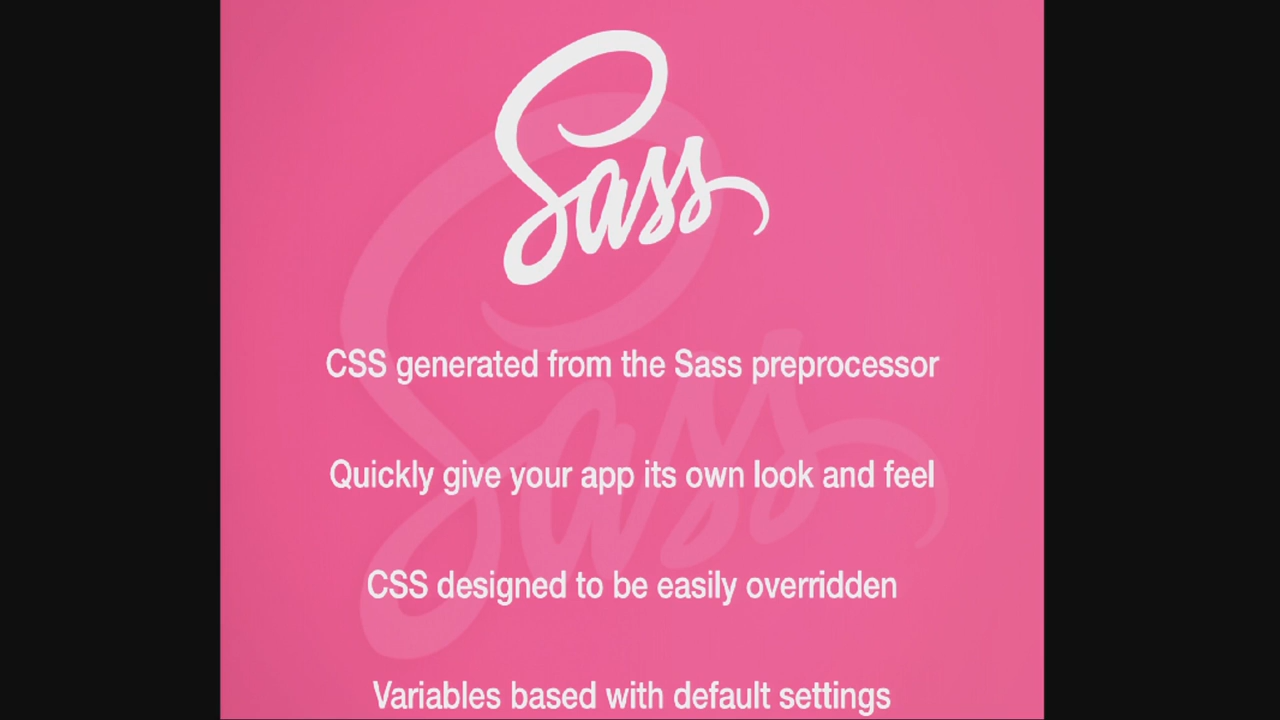 Sass
CSS generated from the Sass preprocessor
Quickly give your app its own look and feel
CSS designed to be easily overridden
Variables based with default settings